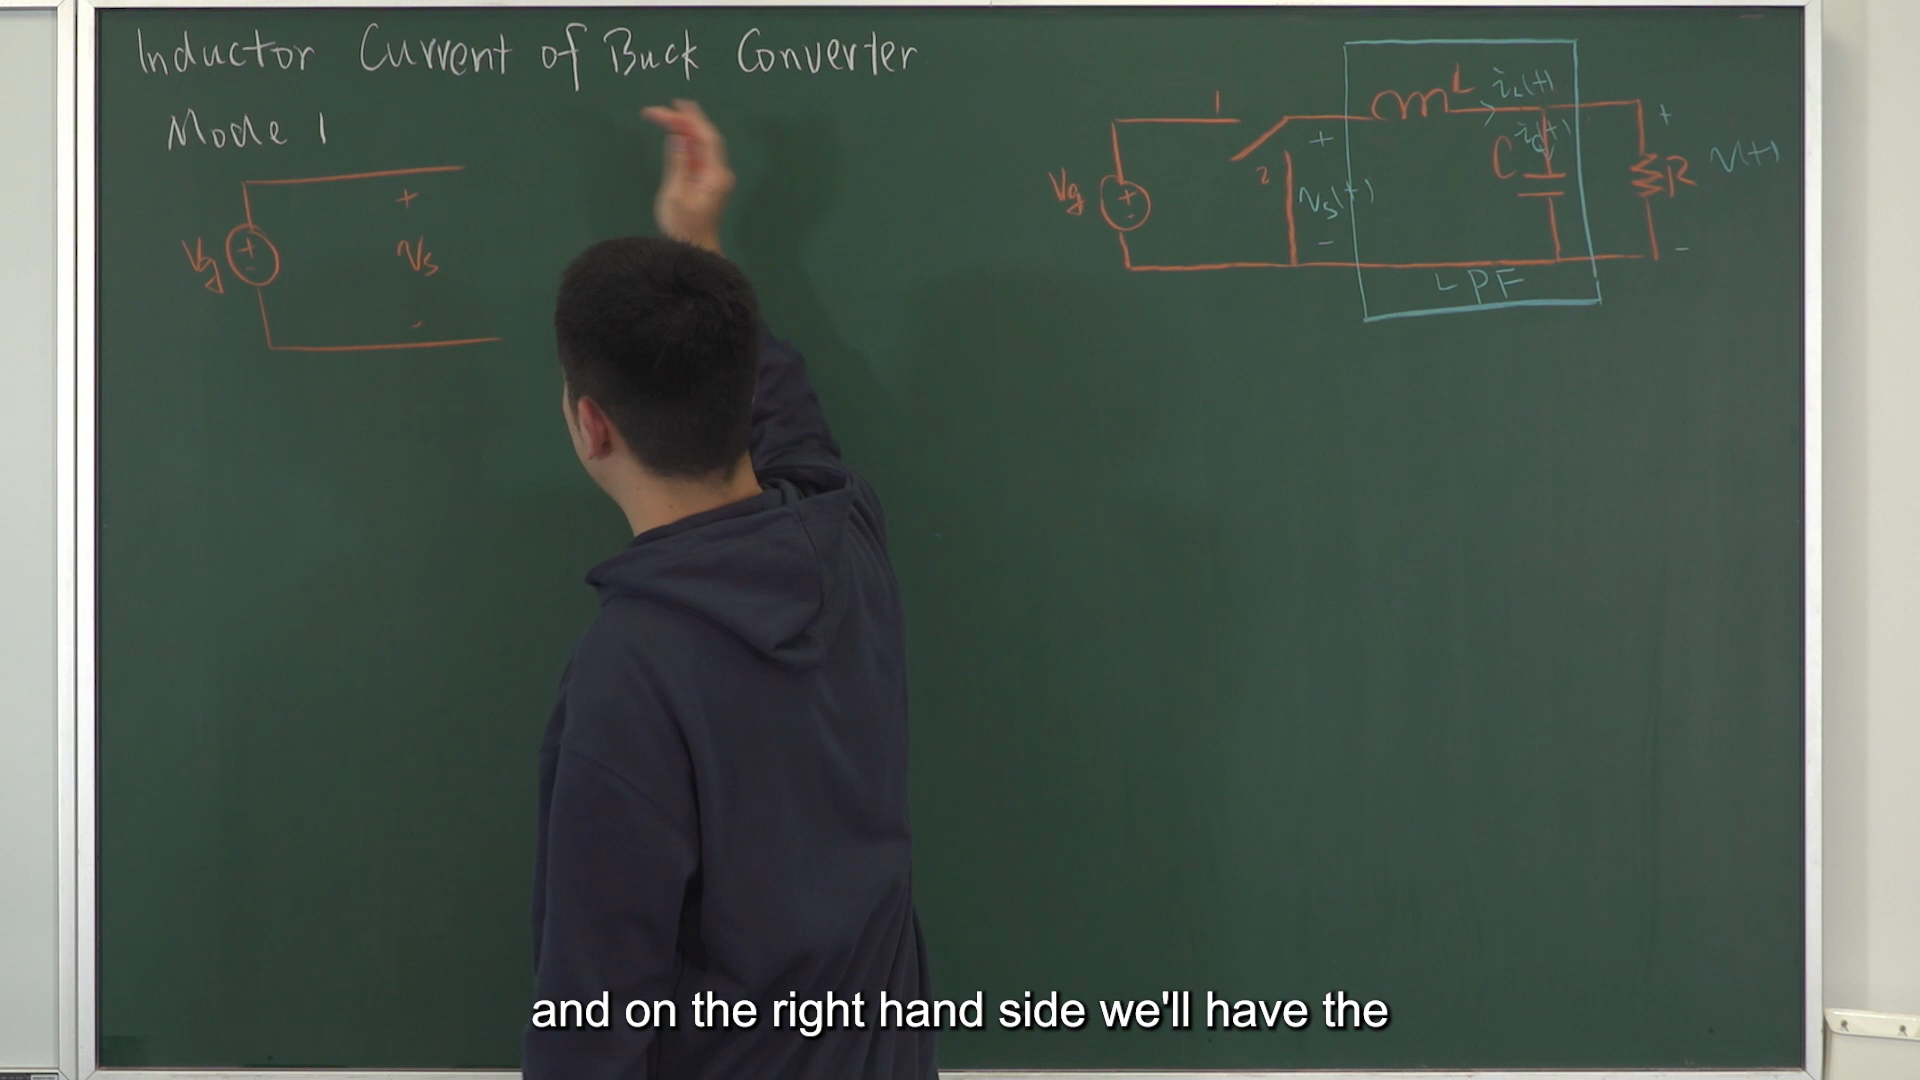 Inductor Current of Buck Converter
Mode 1
Vg + - + Vs -
1
2
Vg + -
+ Vs(t) -
L iL(t)
C ic(t)
R + V(t) -
LPF
and on the right hand side we'll have the